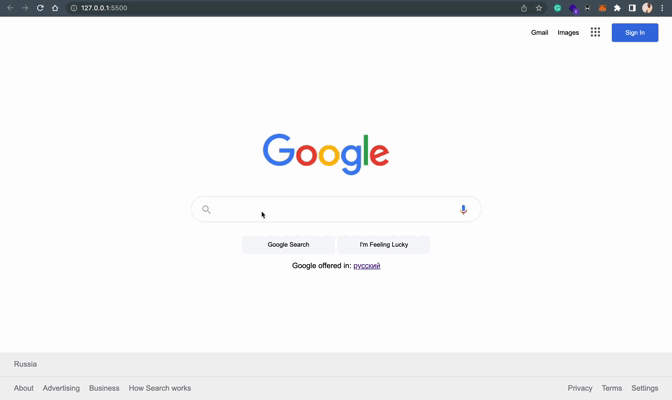 127.0.0.1:5500
Gmail Images Sign In
Google
Google Search I'm Feeling Lucky
Google offered in: русский
Russia
About Advertising Business How Search works Privacy Terms Settings